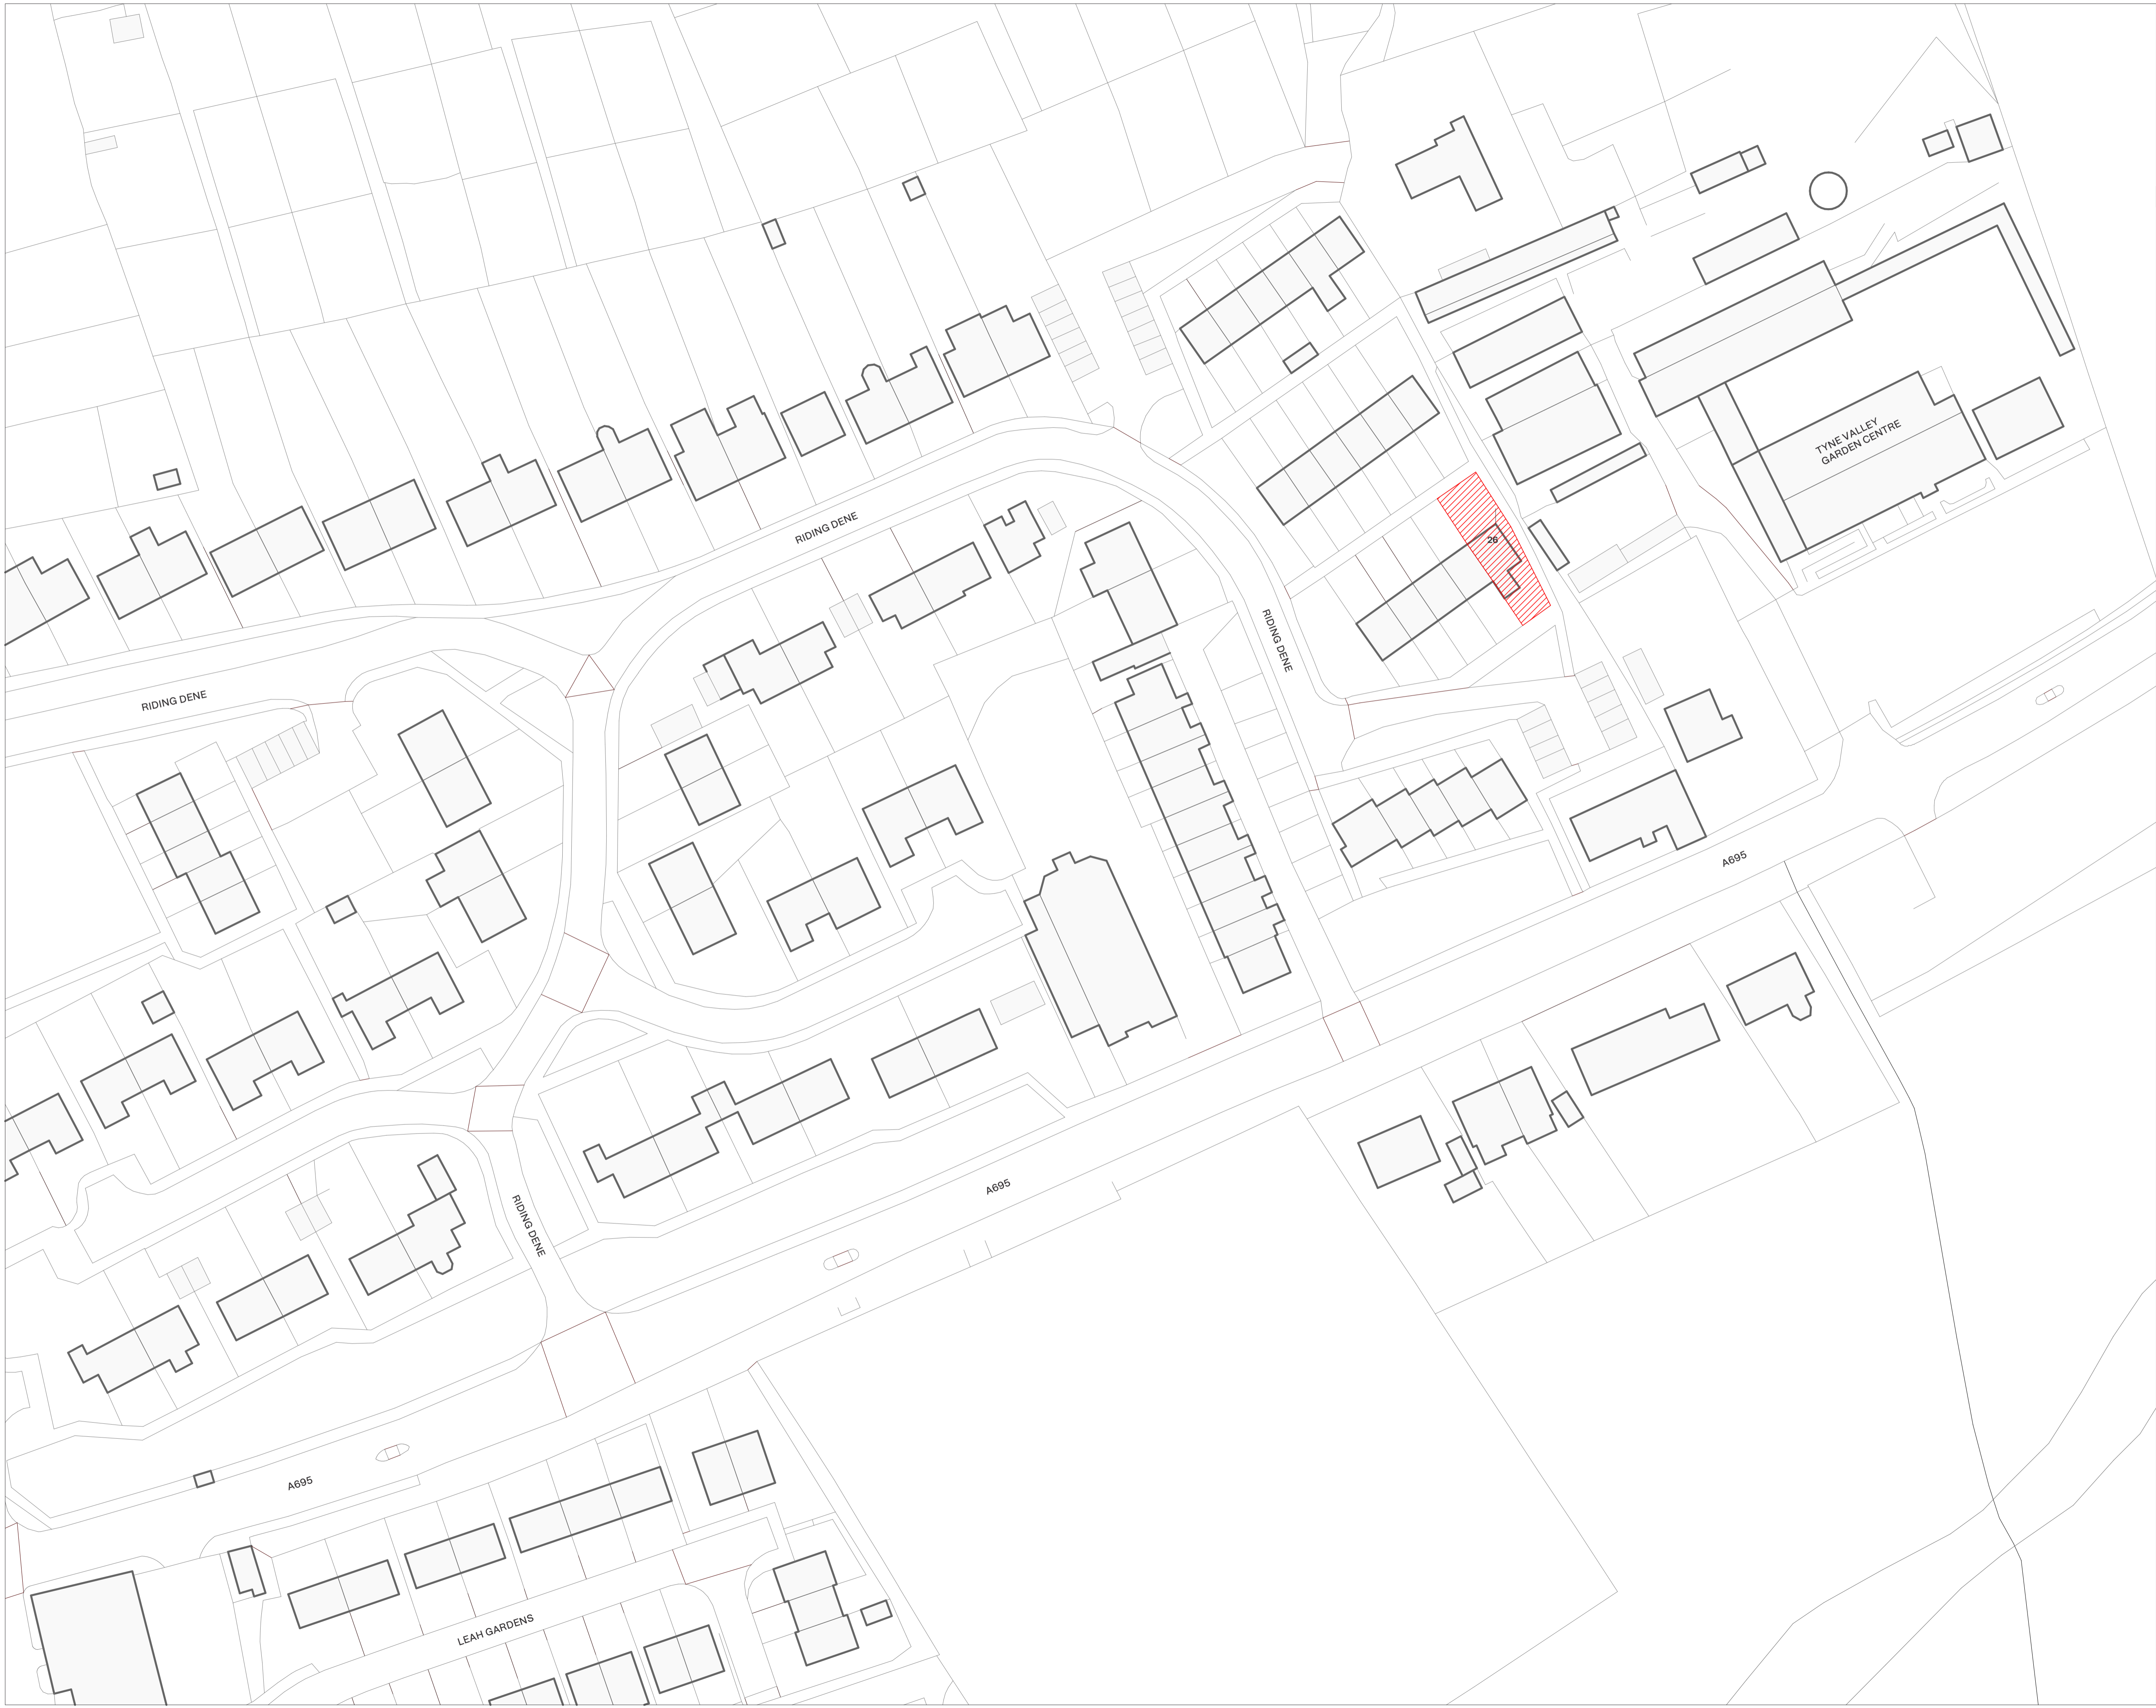 TYNE VALLEY
GARDEN CENTRE
RIDING DENE
26
RIDING DENE
RIDING DENE
A695
A695
RIDING DENE
A695
LEAH GARDENS